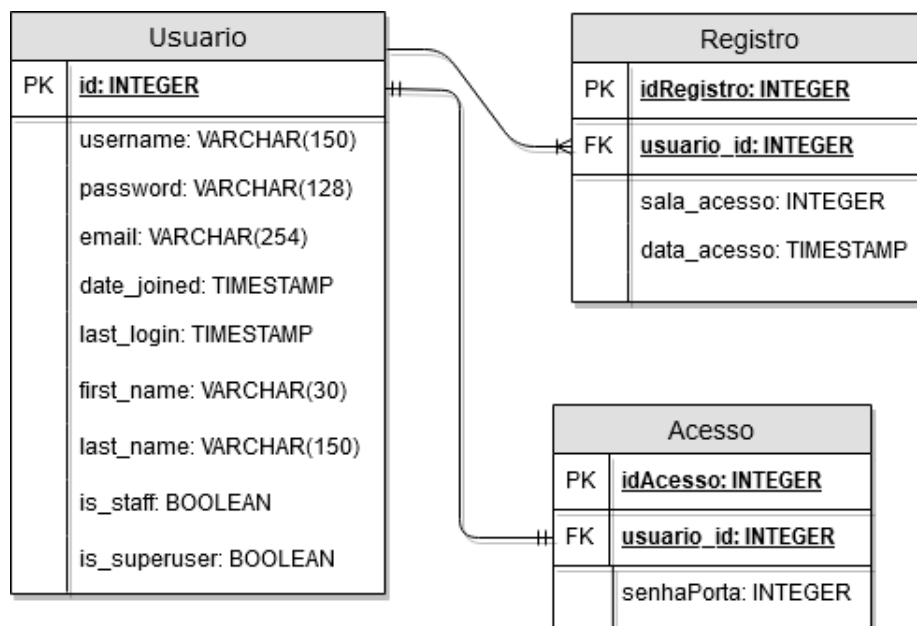 Usuario
PK id: INTEGER
username: VARCHAR(150)
password: VARCHAR(128)
email: VARCHAR(254)
date_joined: TIMESTAMP
last_login: TIMESTAMP
first_name: VARCHAR(30)
last_name: VARCHAR(150)
is_staff: BOOLEAN
is_superuser: BOOLEAN
Registro
PK idRegistro: INTEGER
FK usuario_id: INTEGER
sala_acesso: INTEGER
data_acesso: TIMESTAMP
Acesso
PK idAcesso: INTEGER
FK usuario_id: INTEGER
senhaPorta: INTEGER